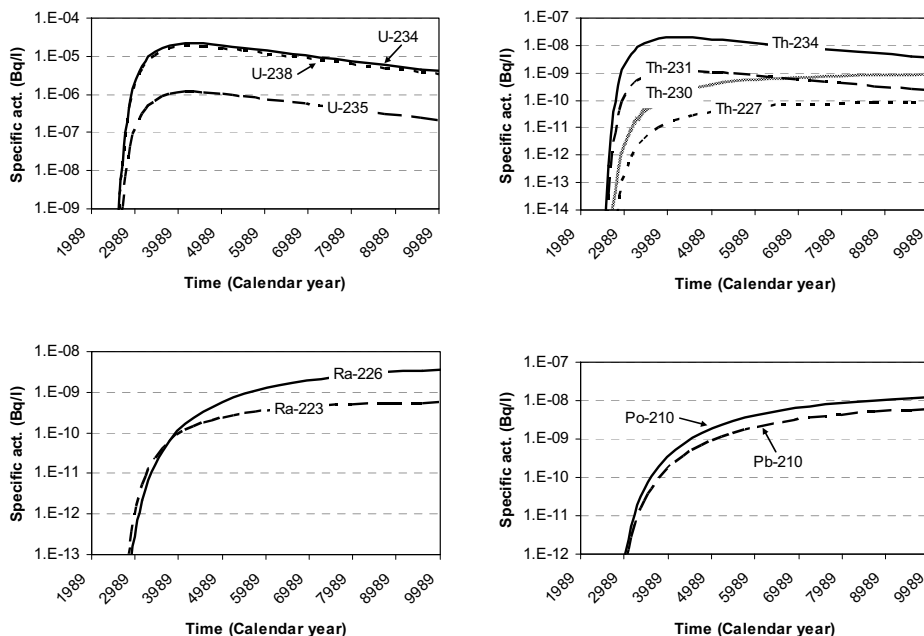 1.E-04
1.E-05
1.E-06
1.E-07
1.E-08
1.E-09
Specific act. (Bq/l)
U-234
U-238
U-235
1989
2989
3989
4989
5989
6989
7989
8989
9989
Time (Calendar year)
1.E-07
1.E-08
1.E-09
1.E-10
1.E-11
1.E-12
1.E-13
1.E-14
Specific act. (Bq/l)
Th-234
Th-231
Th-230
Th-227
1989
2989
3989
4989
5989
6989
7989
8989
9989
Time (Calendar year)
1.E-08
1.E-09
1.E-10
1.E-11
1.E-12
1.E-13
Specific act. (Bq/l)
Ra-226
Ra-223
1989
2989
3989
4989
5989
6989
7989
8989
9989
Time (Calendar year)
1.E-07
1.E-08
1.E-09
1.E-10
1.E-11
1.E-12
Specific act. (Bq/l)
Po-210
Pb-210
1989
2989
3989
4989
5989
6989
7989
8989
9989
Time (Calendar year)